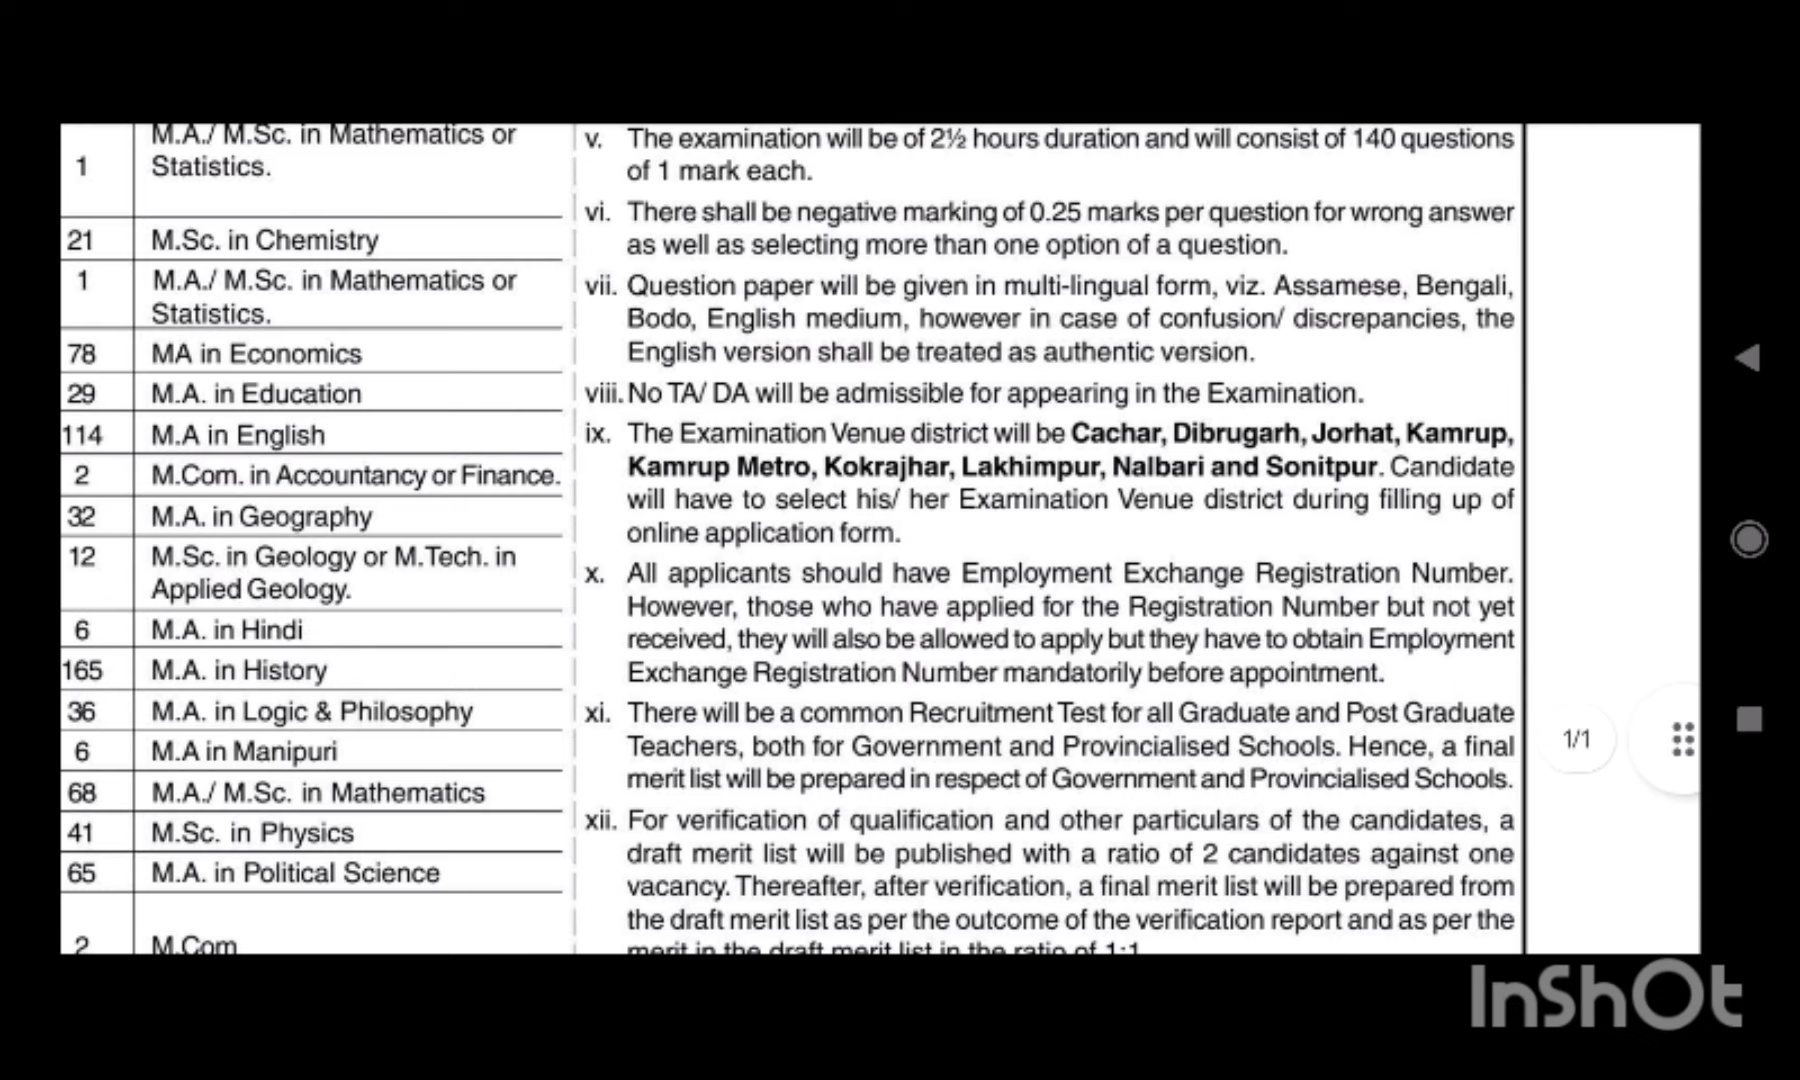 M.A./ M.Sc. in Mathematics or
1
Statistics.
21 M.Sc. in Chemistry
1 M.A./ M.Sc. in Mathematics or
Statistics.
78 MA in Economics
29 M.A. in Education
114 M.A in English
2 M.Com. in Accountancy or Finance.
32 M.A. in Geography
12 M.Sc. in Geology or M.Tech. in
Applied Geology.
6 M.A. in Hindi
165 M.A. in History
36 M.A. in Logic & Philosophy
6 M.A in Manipuri
68 M.A./ M.Sc. in Mathematics
41 M.Sc. in Physics
65 M.A. in Political Science
2 M.Com
v. The examination will be of 2½ hours duration and will consist of 140 questions
of 1 mark each.
vi. There shall be negative marking of 0.25 marks per question for wrong answer
as well as selecting more than one option of a question.
vii. Question paper will be given in multi-lingual form, viz. Assamese, Bengali,
Bodo, English medium, however in case of confusion/ discrepancies, the
English version shall be treated as authentic version.
viii. No TA/ DA will be admissible for appearing in the Examination.
ix. The Examination Venue district will be Cachar, Dibrugarh, Jorhat, Kamrup,
Kamrup Metro, Kokrajhar, Lakhimpur, Nalbari and Sonitpur. Candidate
will have to select his/ her Examination Venue district during filling up of
online application form.
x. All applicants should have Employment Exchange Registration Number.
However, those who have applied for the Registration Number but not yet
received, they will also be allowed to apply but they have to obtain Employment
Exchange Registration Number mandatorily before appointment.
xi. There will be a common Recruitment Test for all Graduate and Post Graduate
Teachers, both for Government and Provincialised Schools. Hence, a final
merit list will be prepared in respect of Government and Provincialised Schools.
xii. For verification of qualification and other particulars of the candidates, a
draft merit list will be published with a ratio of 2 candidates against one
vacancy. Thereafter, after verification, a final merit list will be prepared from
the draft merit list as per the outcome of the verification report and as per the
merit in the draft merit list in the ratio of 1:1
1/1
InShOt